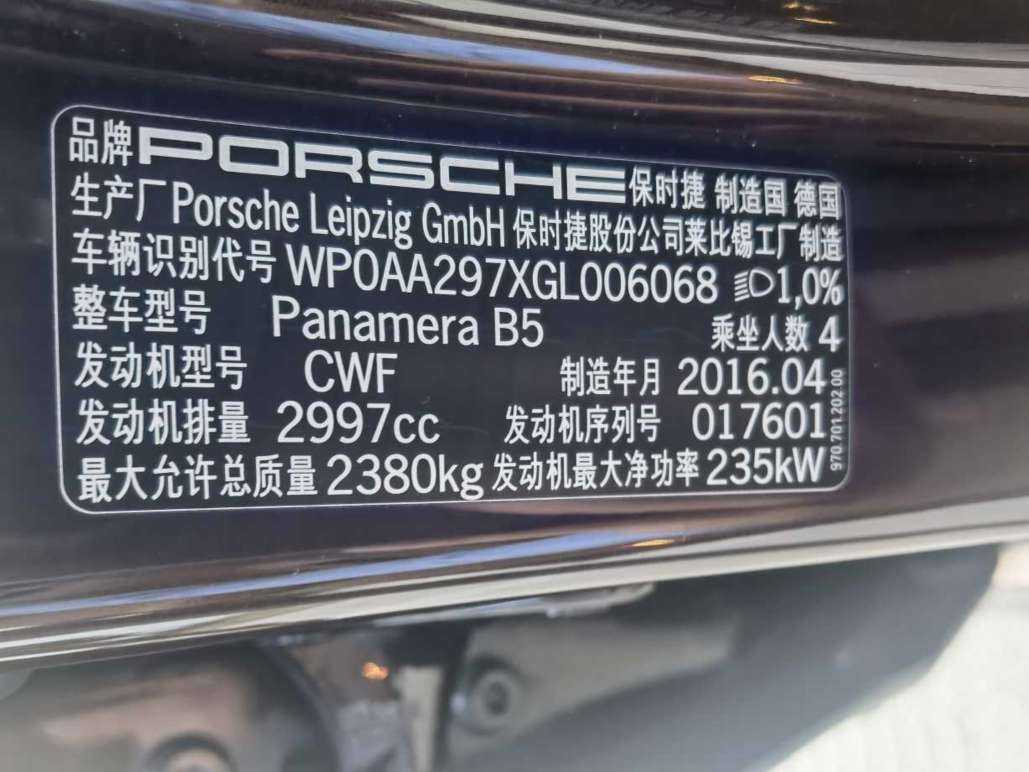 品牌 PORSCHE 保时捷 制造国 德国
生产厂 Porsche Leipzig GmbH 保时捷股份公司莱比锡工厂制造
车辆识别代号 WP0AA297XGL006068 1,0%
整车型号 Panamera B5 乘坐人数 4
发动机型号 CWF 制造年月 2016.04
发动机排量 2997cc 发动机序列号 017601
最大允许总质量 2380kg 发动机最大净功率 235kW
970.701.202.00